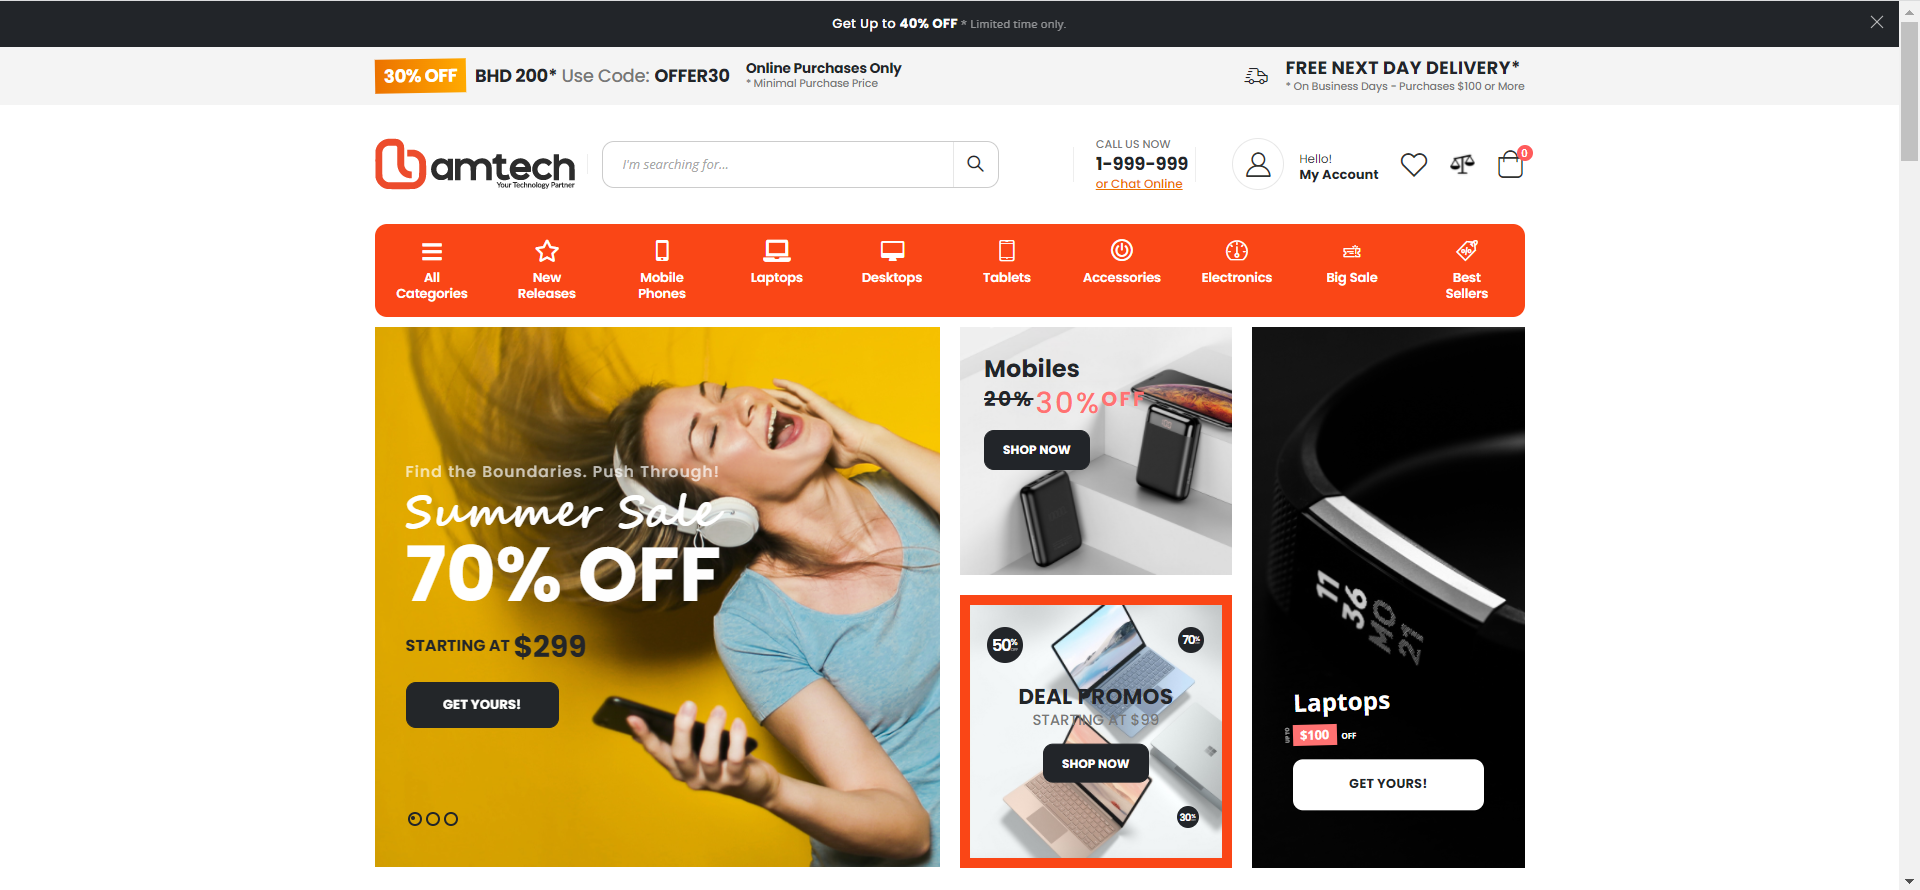 Get Up to 40% OFF * Limited time only.
30% OFF BHD 200* Use Code: OFFER30
Online Purchases Only
* Minimal Purchase Price
FREE NEXT DAY DELIVERY*
* On Business Days - Purchases $100 or More
amtech
Your Technology Partner
I'm searching for...
CALL US NOW
1-999-999
or Chat Online
Hello!
My Account
0
All
Categories
New
Releases
Mobile
Phones
Laptops
Desktops
Tablets
Accessories
Electronics
Big Sale
Best
Sellers
Find the Boundaries. Push Through!
Summer Sale
70% OFF
STARTING AT $299
GET YOURS!
Mobiles
20% 30% OFF
SHOP NOW
50% OFF
70%
DEAL PROMOS
STARTING AT $99
SHOP NOW
30%
11
36
MO
21
Laptops
UP TO $100 OFF
GET YOURS!